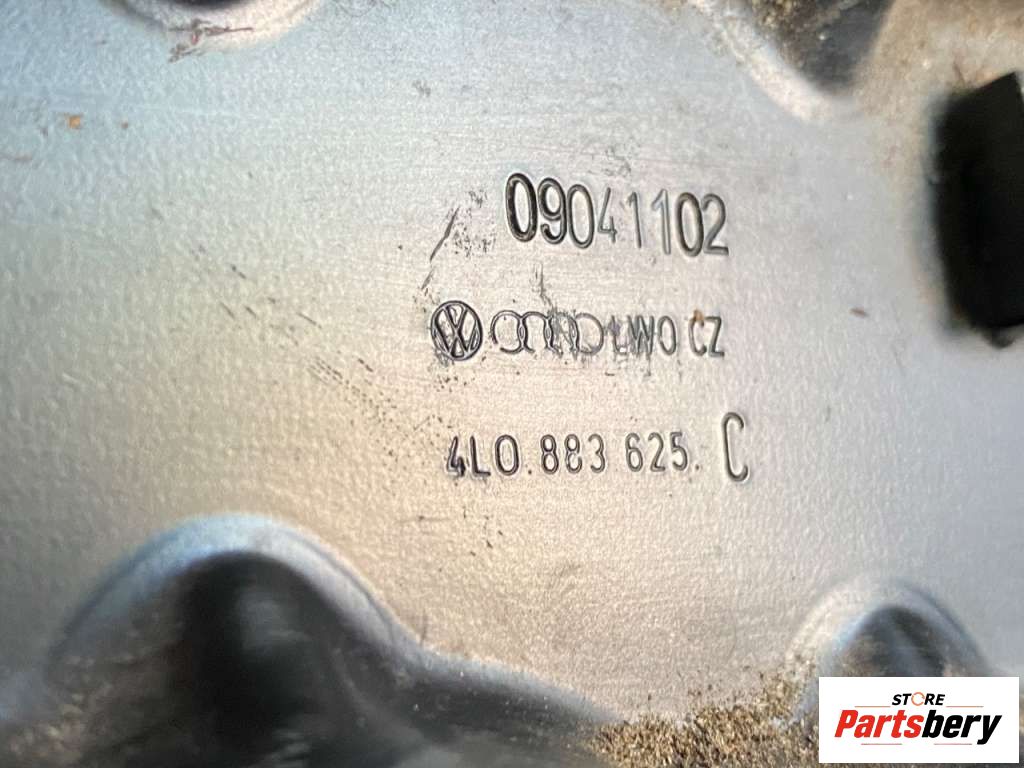 09041102
LWO CZ
4L0.883 625. C
STORE
Partsbery